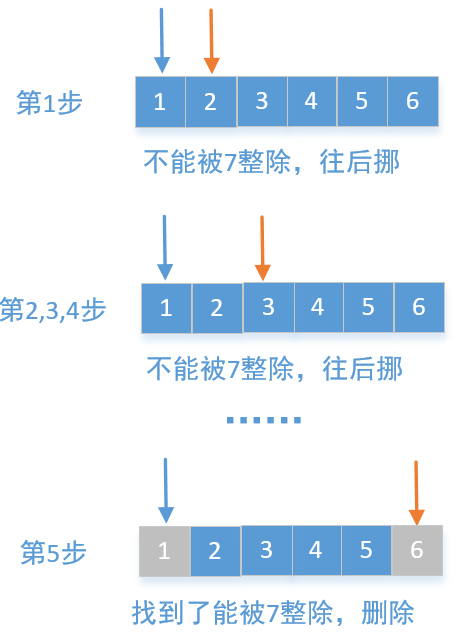 第1步 1 2 3 4 5 6
不能被7整除，往后挪
第2,3,4步 1 2 3 4 5 6
不能被7整除，往后挪
……
第5步 1 2 3 4 5 6
找到了能被7整除，删除